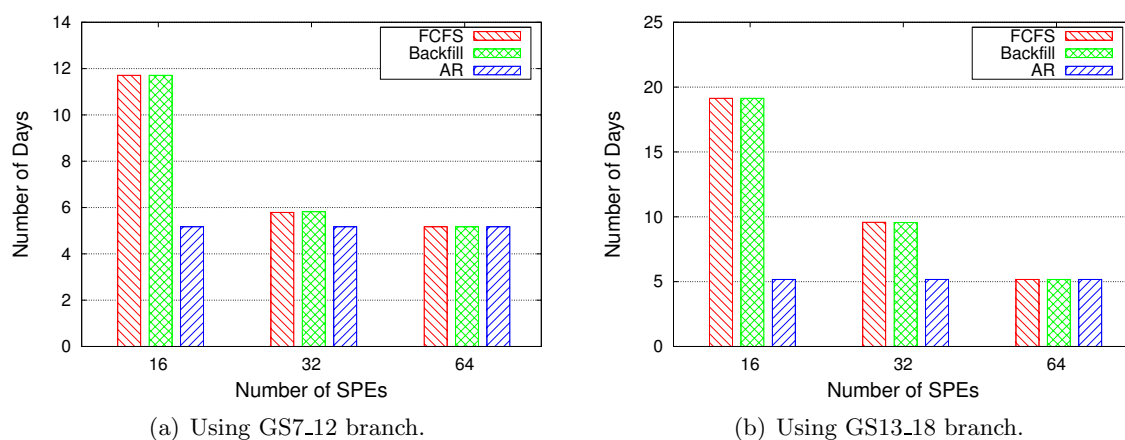 14
12
10
8
6
4
2
0
Number of Days
16
32
64
Number of SPEs
FCFS
Backfill
AR
(a) Using GS7_12 branch.
25
20
15
10
5
0
Number of Days
16
32
64
Number of SPEs
FCFS
Backfill
AR
(b) Using GS13_18 branch.